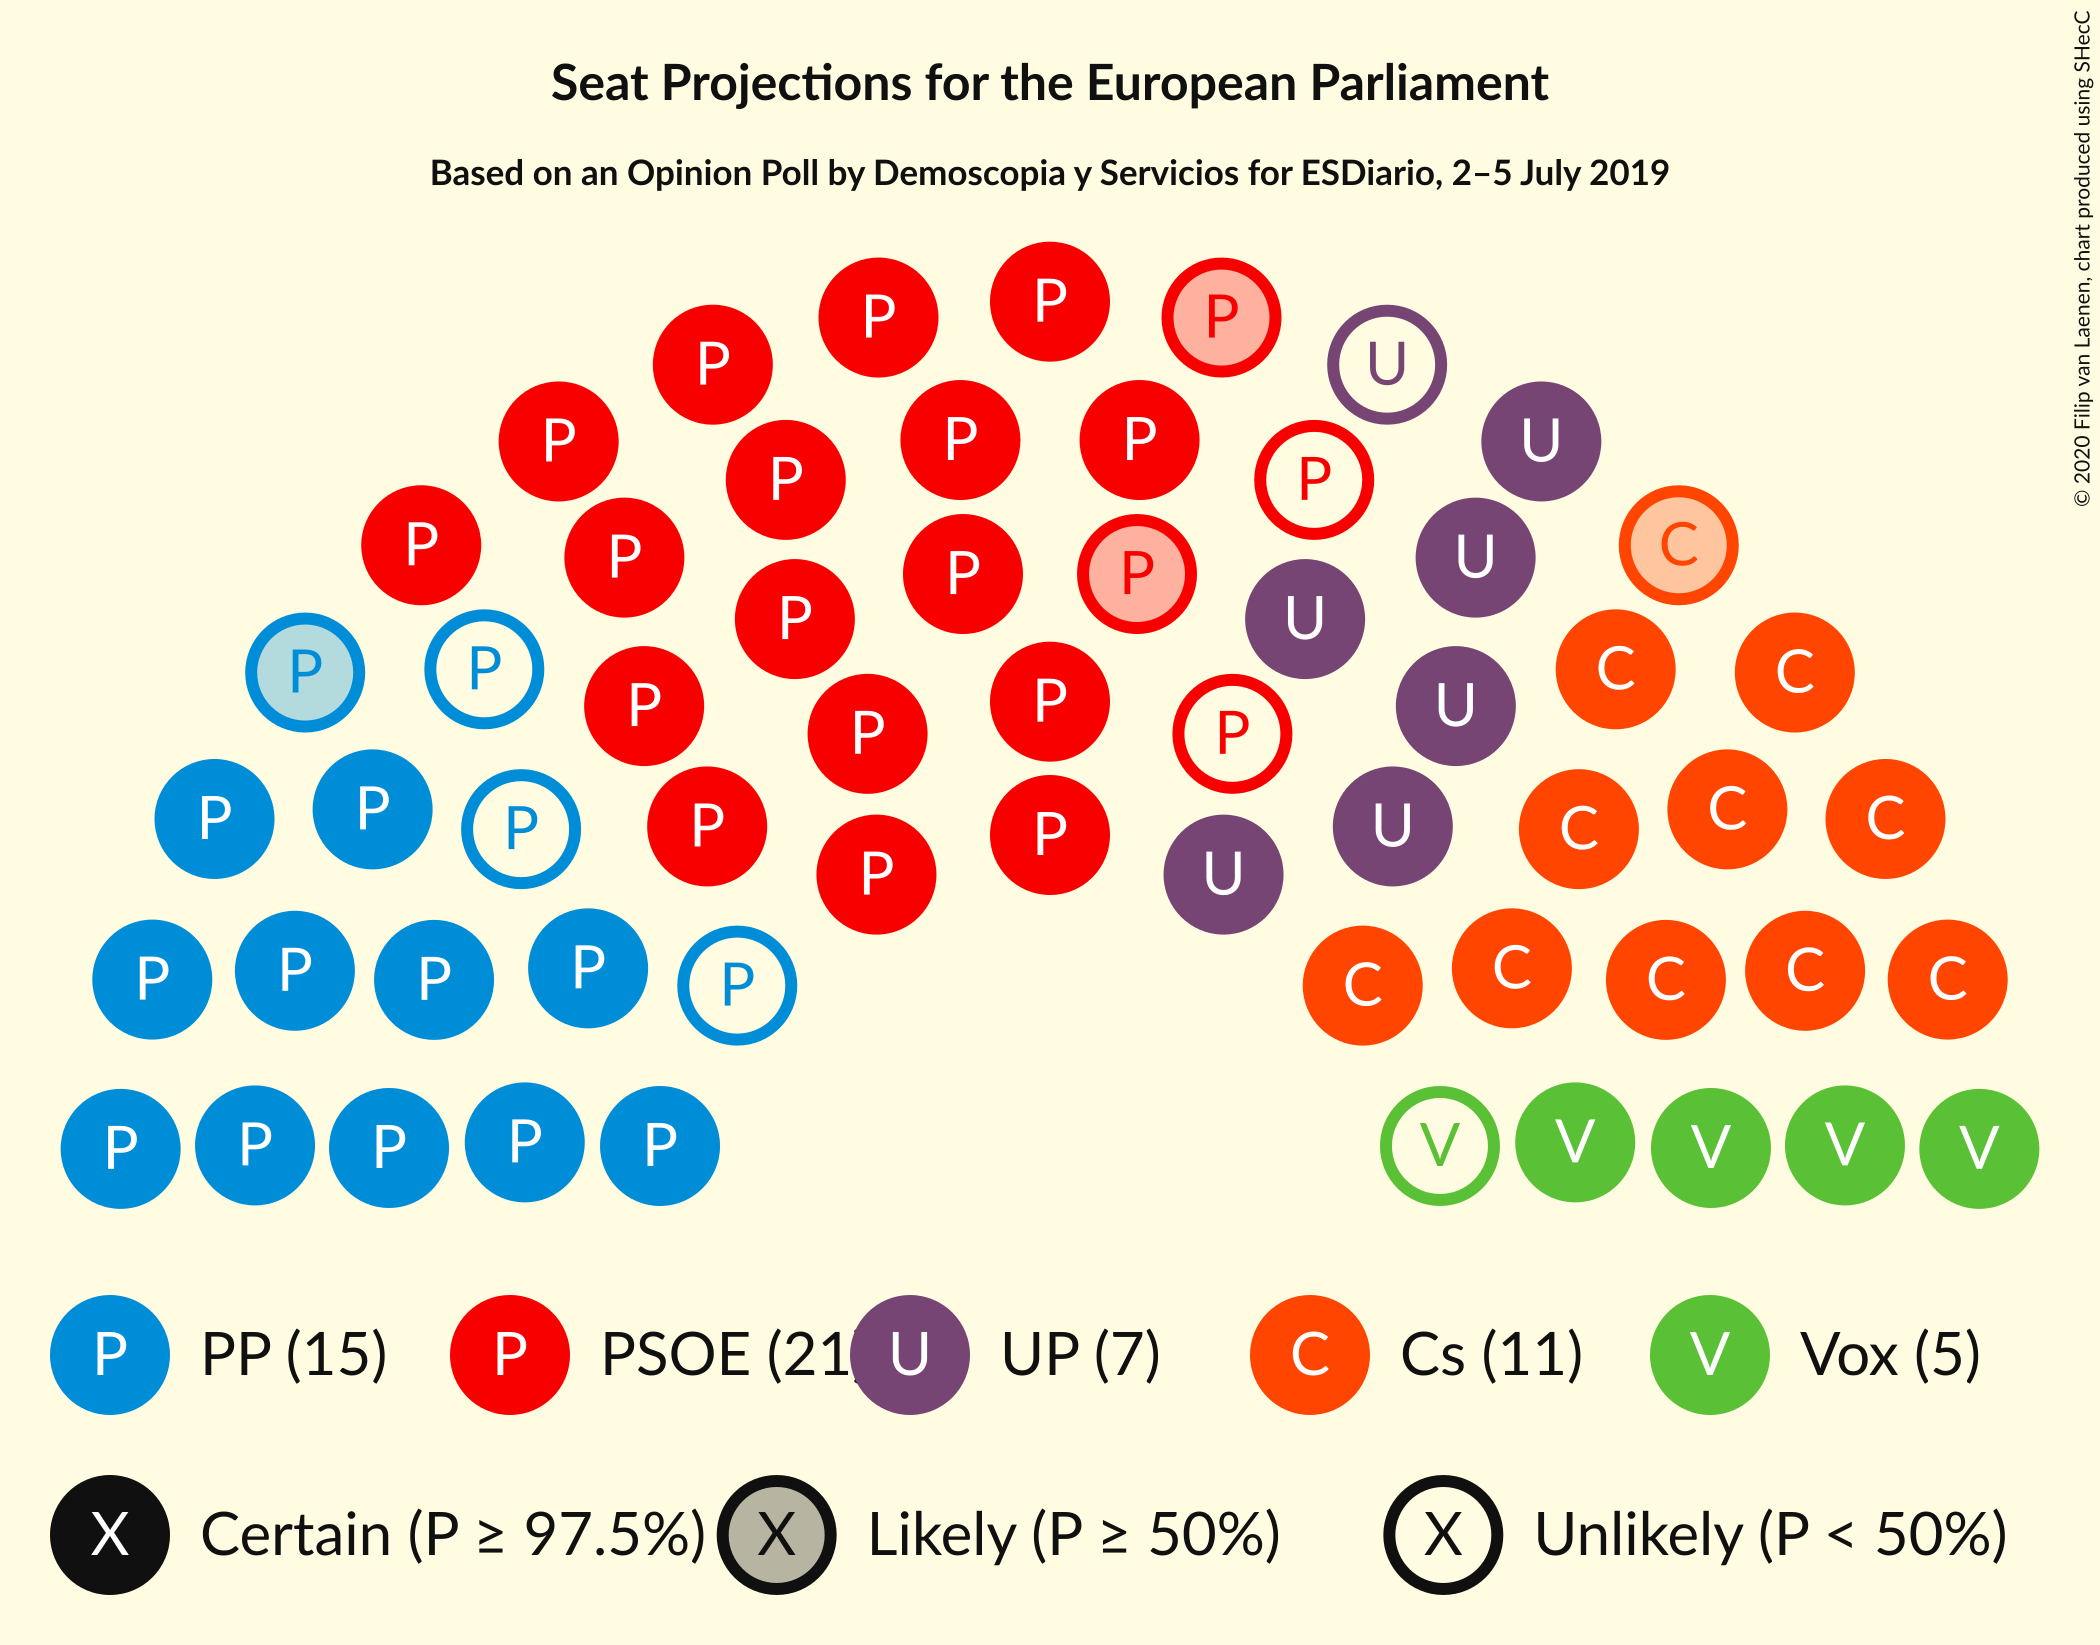 Seat Projections for the European Parliament
Based on an Opinion Poll by Demoscopia y Servicios for ESDiario, 2–5 July 2019
© 2020 Filip van Laenen, chart produced using SHecC
P P P U
P P U
P P P P
P P U C
P P P
P P P U
P P C C
P P P U
P P
P P P P U C C C
P P U
P P P P P C C C C C
P P P P P V V V V V
P PP (15) P PSOE (21) U UP (7) C Cs (11) V Vox (5)
X Certain (P ≥ 97.5%) X Likely (P ≥ 50%) X Unlikely (P < 50%)